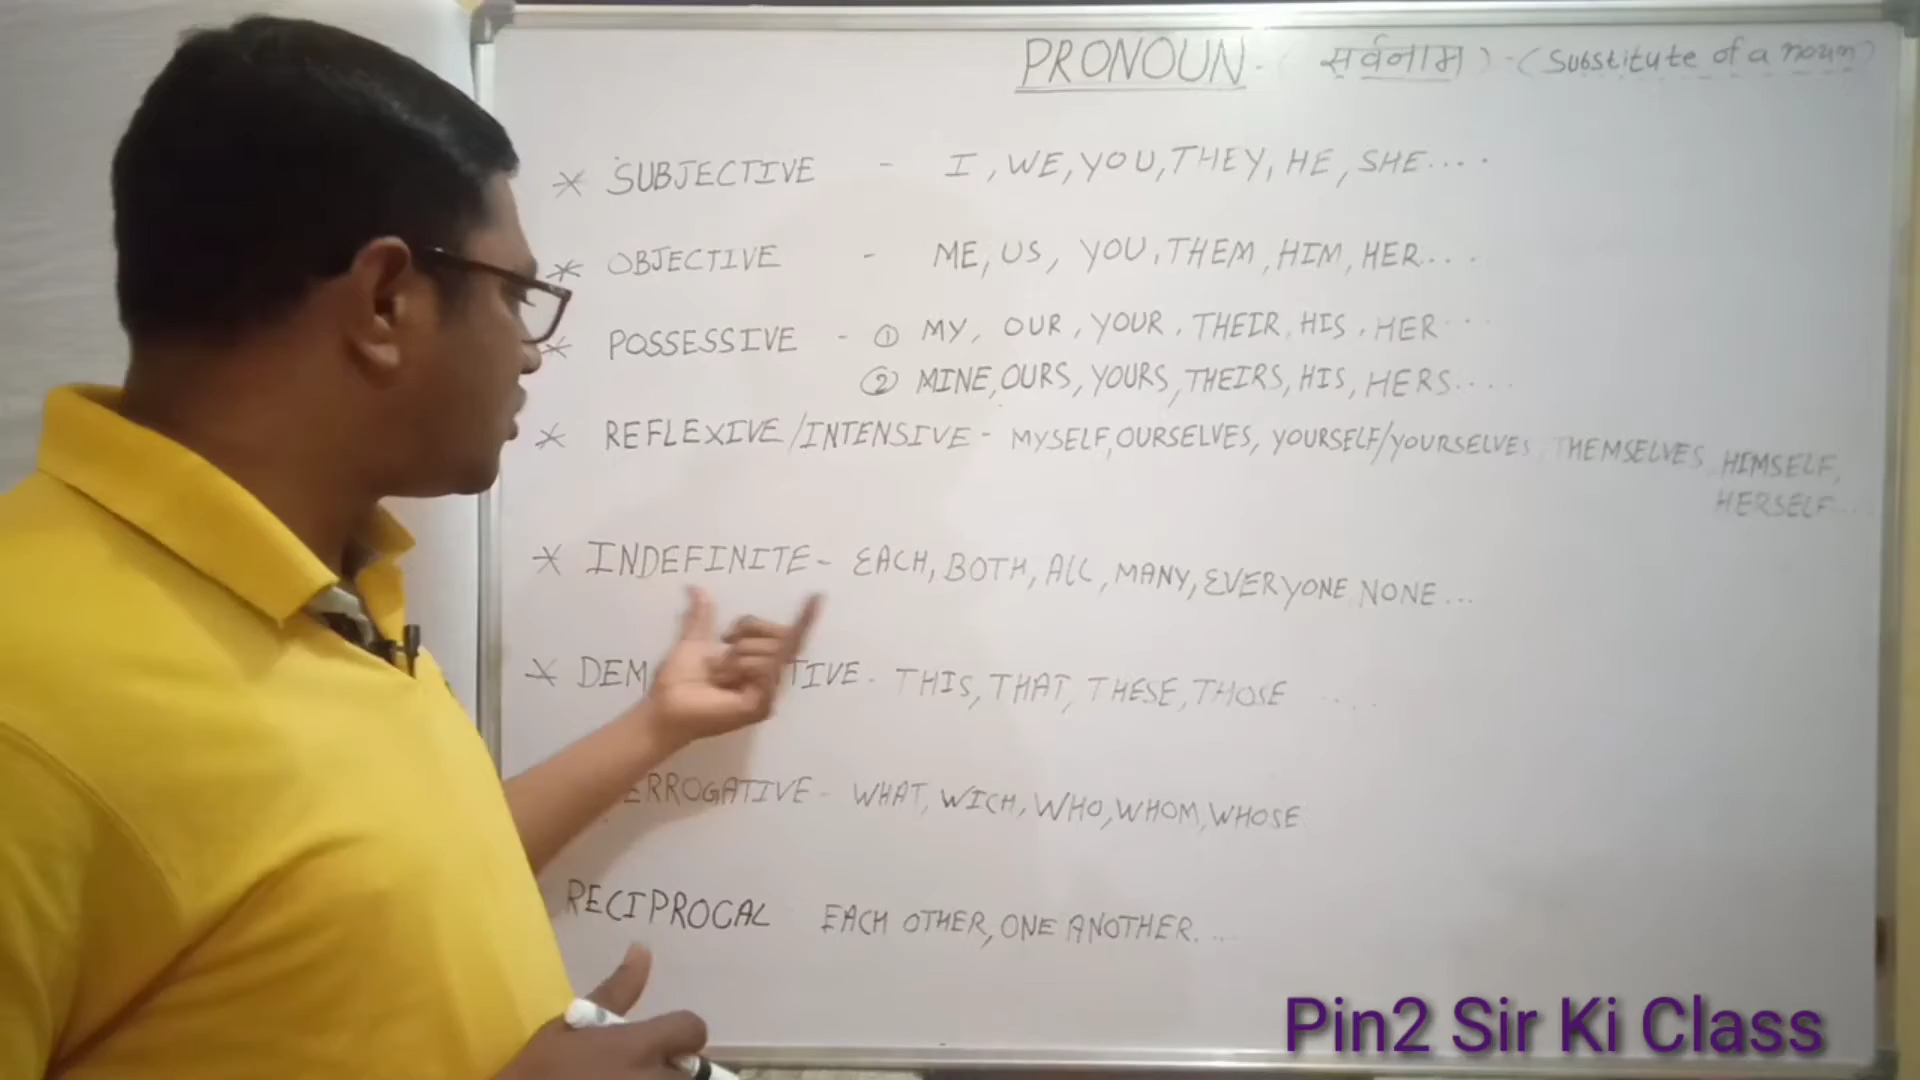 PRONOUN - (सर्वनाम) - (Substitute of a noun)
* SUBJECTIVE - I, WE, YOU, THEY, HE, SHE....
* OBJECTIVE - ME, US, YOU, THEM, HIM, HER....
* POSSESSIVE - ① MY, OUR, YOUR, THEIR, HIS, HER...
② MINE, OURS, YOURS, THEIRS, HIS, HERS....
* REFLEXIVE/INTENSIVE - MYSELF, OURSELVES, YOURSELF/YOURSELVES, THEMSELVES, HIMSELF,
HERSELF...
* INDEFINITE - EACH, BOTH, All, MANY, EVERYONE, NONE...
* DEM TIVE - THIS, THAT, THESE, THOSE ....
ERROGATIVE - WHAT, WICH, WHO, WHOM, WHOSE
RECIPROCAL EACH OTHER, ONE ANOTHER....
Pin2 Sir Ki Class